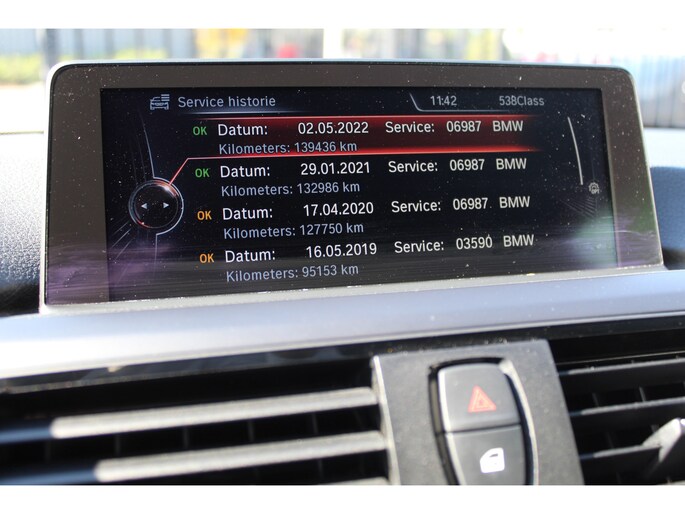 Service historie 11:42 538Class
OK Datum: 02.05.2022 Service: 06987 BMW
Kilometers: 139436 km
OK Datum: 29.01.2021 Service: 06987 BMW
Kilometers: 132986 km
OK Datum: 17.04.2020 Service: 06987 BMW
Kilometers: 127750 km
OK Datum: 16.05.2019 Service: 03590 BMW
Kilometers: 95153 km